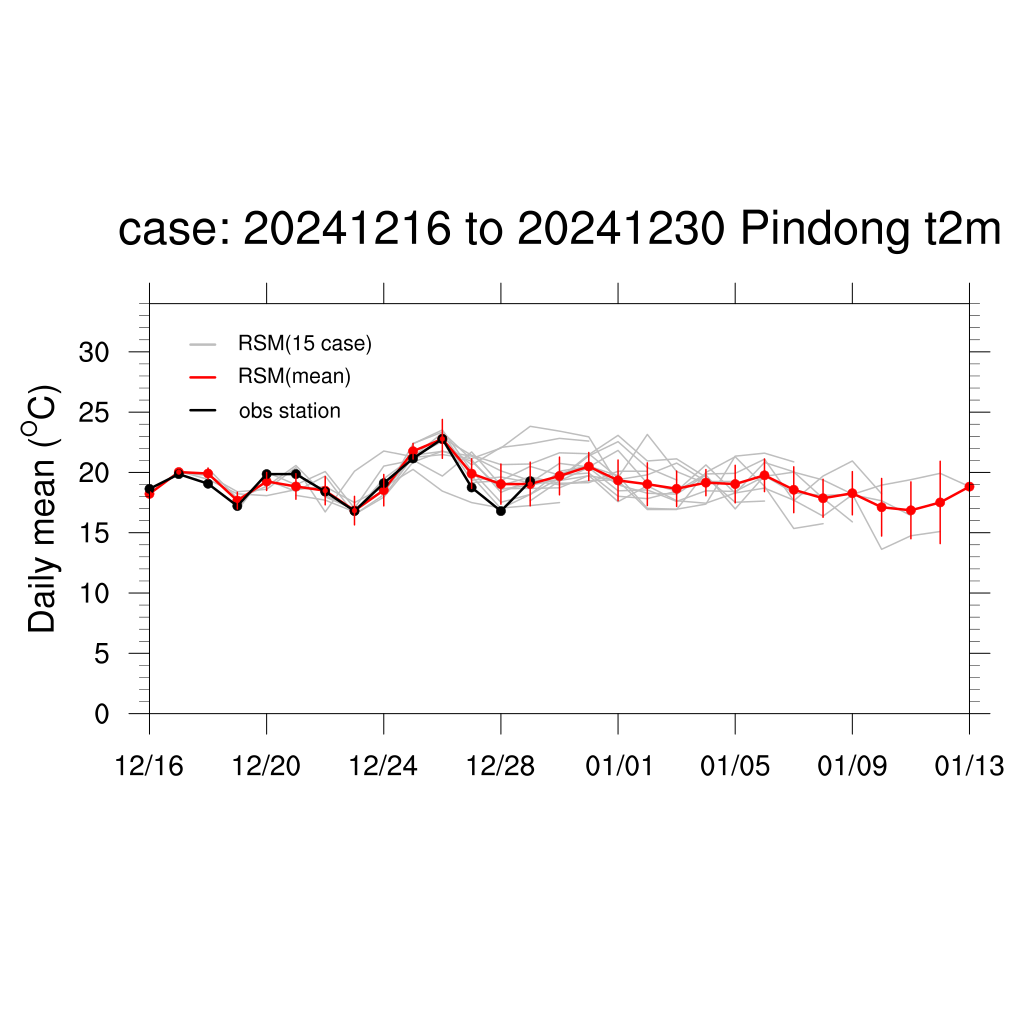 case: 20241216 to 20241230 Pindong t2m
RSM(15 case)
RSM(mean)
obs station
Daily mean (°C)
30
25
20
15
10
5
0
12/16 12/20 12/24 12/28 01/01 01/05 01/09 01/13